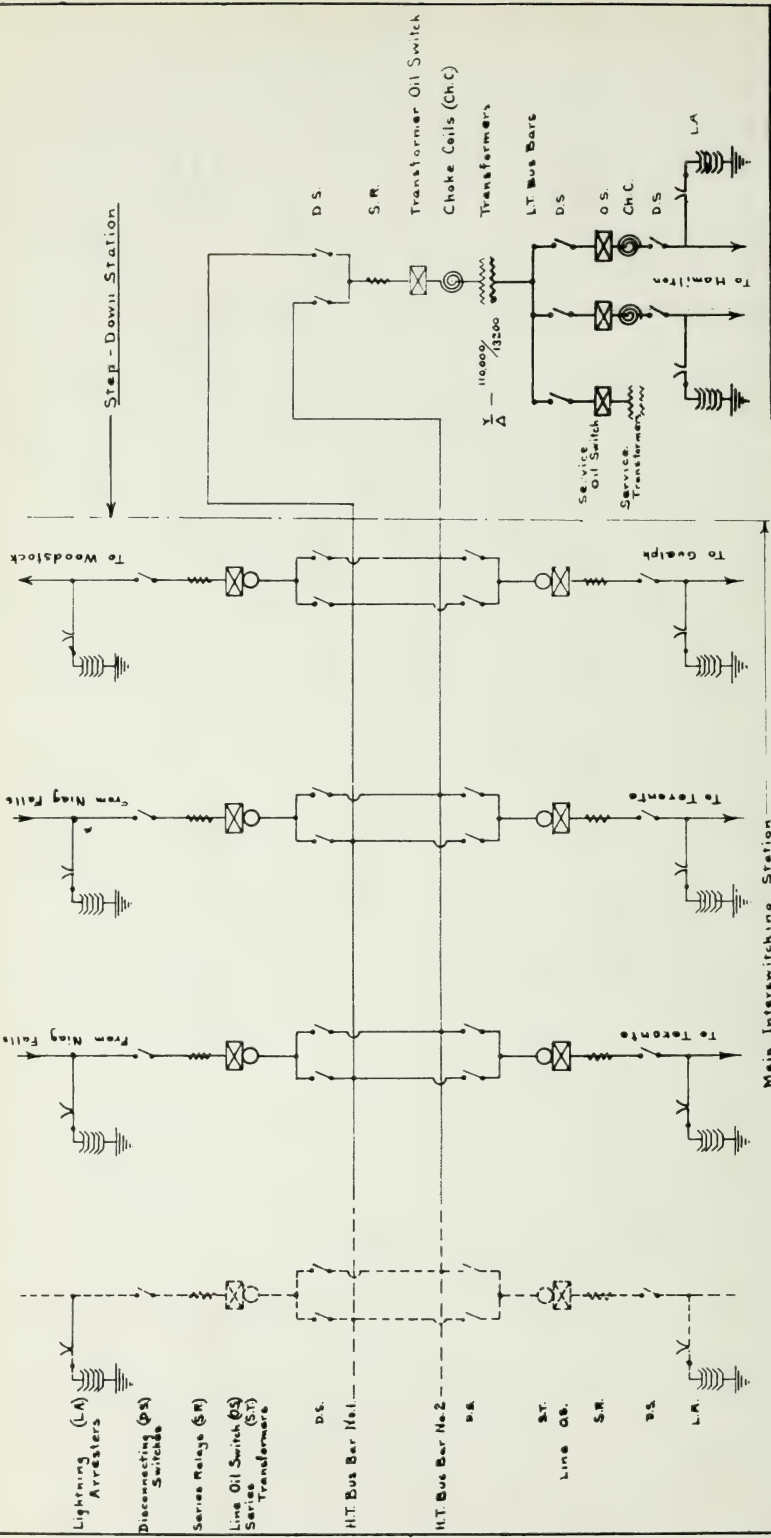 Step-Down Station
To Woodstock
From Niag Falls
From Niag Falls
Lightning (LA)
Arresters
Disconnecting (DS)
Switches
Series Relays (SR)
Line Oil Switch (OS)
Series (S.T)
Transformers
D.S.
H.T. Bus Bar No.1
H.T. Bus Bar No.2
D.S.
S.T.
Line O.S.
S.R.
D.S.
L.A.
To Toronto
To Toronto
To Guelph
Main Interswitching Station
D.S.
S.R.
Transformer Oil Switch
Choke Coils (Ch.C)
Transformers
Y/Δ — 110,000/13200
L.T. Bus Bars
D.S
O.S.
Ch.C.
D.S
L.A
Service
Oil Switch
Service
Transformers
To Hamilton